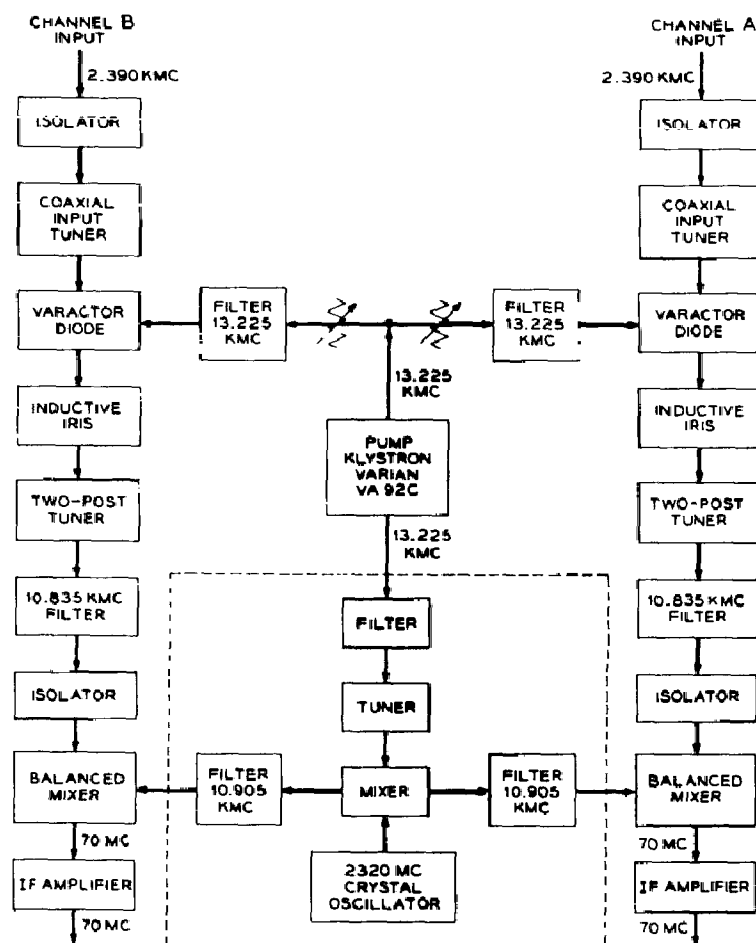 CHANNEL B
INPUT
2.390 KMC
ISOLATOR
COAXIAL
INPUT
TUNER
VARACTOR
DIODE
INDUCTIVE
IRIS
TWO-POST
TUNER
10.835 KMC
FILTER
ISOLATOR
BALANCED
MIXER
70 MC
IF AMPLIFIER
70 MC
FILTER
13.225
KMC
FILTER
13.225
KMC
13.225
KMC
PUMP
KLYSTRON
VARIAN
VA 92C
13.225
KMC
FILTER
TUNER
FILTER
10.905
KMC
MIXER
FILTER
10.905
KMC
2320 MC
CRYSTAL
OSCILLATOR
CHANNEL A
INPUT
2.390 KMC
ISOLATOR
COAXIAL
INPUT
TUNER
VARACTOR
DIODE
INDUCTIVE
IRIS
TWO-POST
TUNER
10.835 KMC
FILTER
ISOLATOR
BALANCED
MIXER
70 MC
IF AMPLIFIER
70 MC